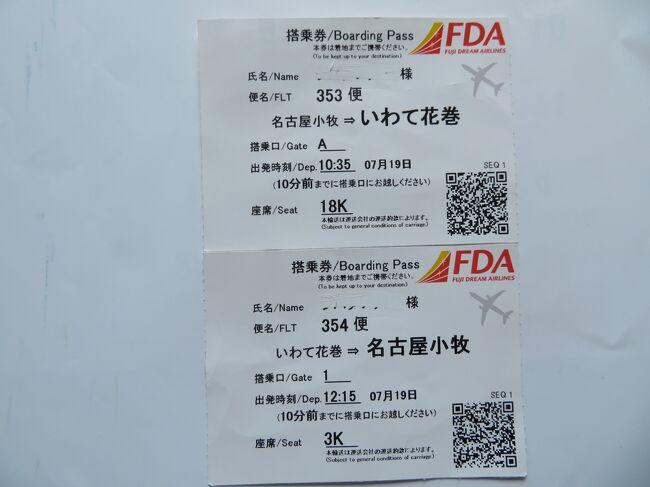 搭乗券/Boarding Pass
本券は着地までご携帯ください。
(To be kept up to your destination.)
FDA
FUJI DREAM AIRLINES
氏名/Name 様
便名/FLT 353 便
名古屋小牧 ⇒ いわて花巻
搭乗口/Gate A
出発時刻/Dep. 10:35 07月19日
(10分前までに搭乗口にお越しください)
SEQ 1
座席/Seat 18K
本輸送は運送会社の運送約款によります。
(Subject to general conditions of carriage.)
搭乗券/Boarding Pass
本券は着地までご携帯ください。
(To be kept up to your destination.)
FDA
FUJI DREAM AIRLINES
氏名/Name 様
便名/FLT 354 便
いわて花巻 ⇒ 名古屋小牧
搭乗口/Gate 1
出発時刻/Dep. 12:15 07月19日
(10分前までに搭乗口にお越しください)
SEQ 1
座席/Seat 3K
本輸送は運送会社の運送約款によります。
(Subject to general conditions of carriage.)